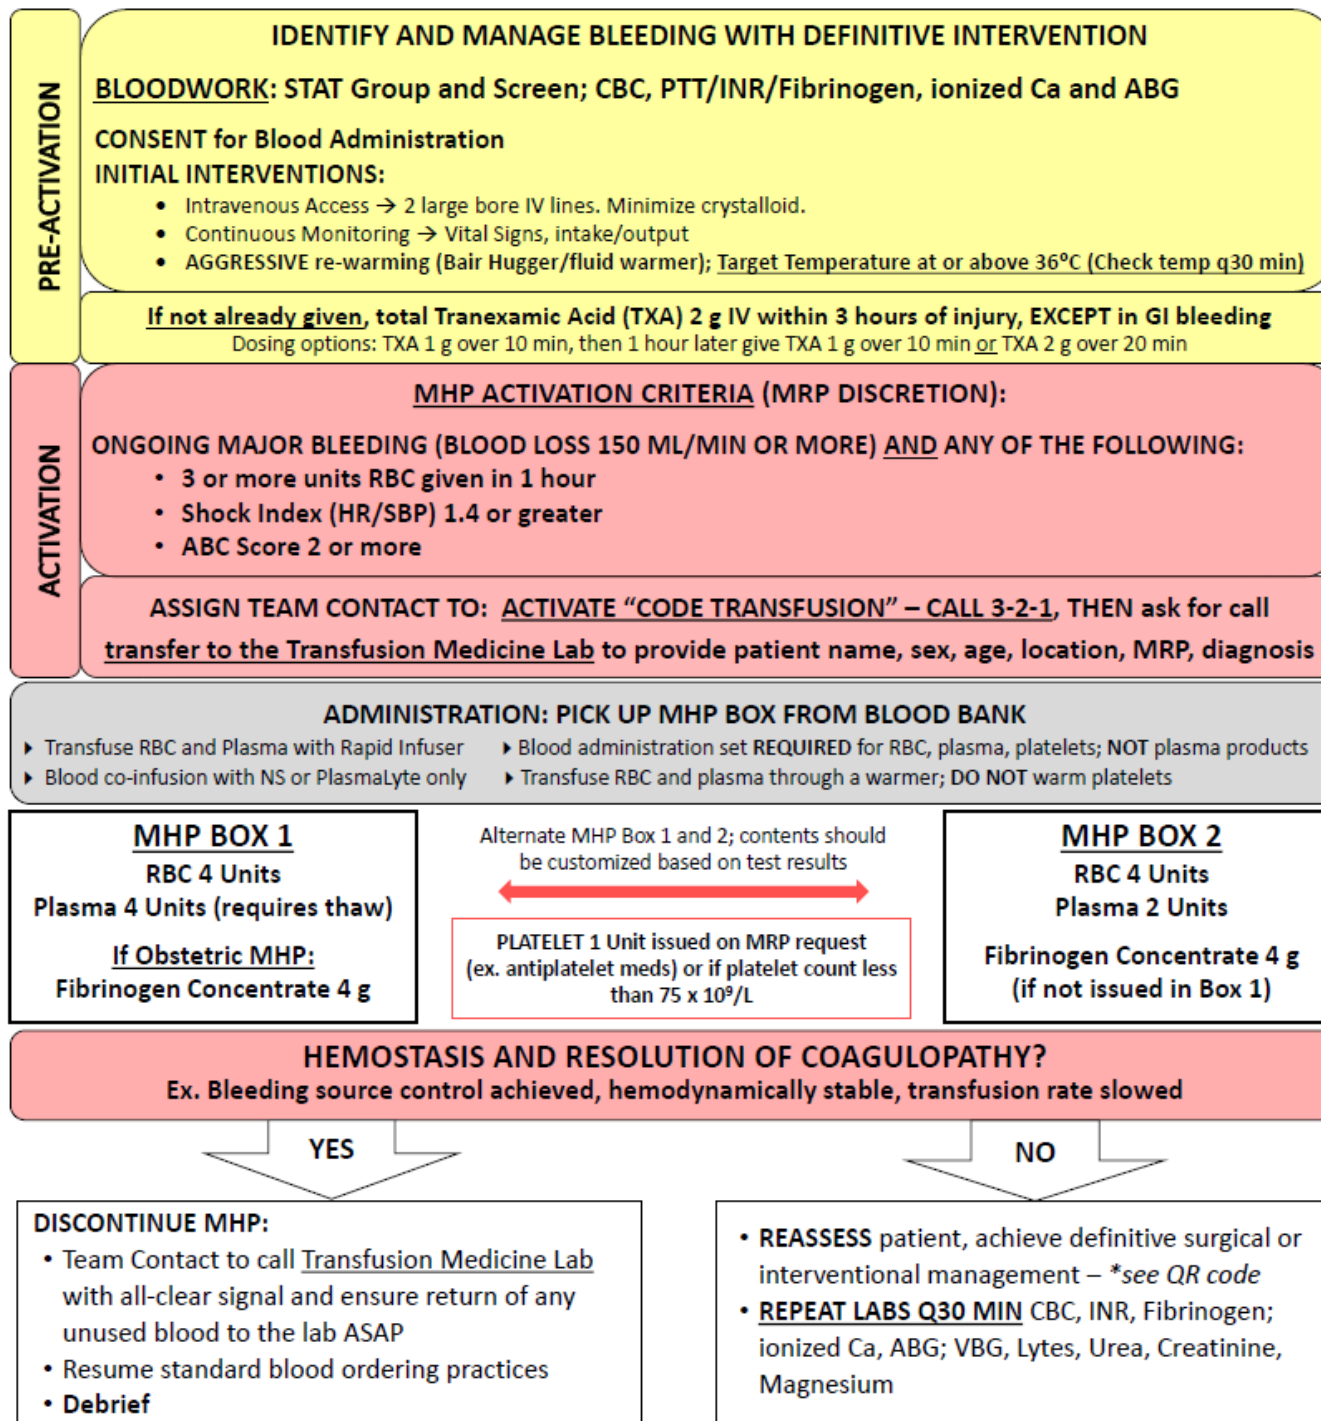 PRE-ACTIVATION
IDENTIFY AND MANAGE BLEEDING WITH DEFINITIVE INTERVENTION
BLOODWORK: STAT Group and Screen; CBC, PTT/INR/Fibrinogen, ionized Ca and ABG
CONSENT for Blood Administration
INITIAL INTERVENTIONS:
• Intravenous Access → 2 large bore IV lines. Minimize crystalloid.
• Continuous Monitoring → Vital Signs, intake/output
• AGGRESSIVE re-warming (Bair Hugger/fluid warmer); Target Temperature at or above 36⁰C (Check temp q30 min)
If not already given, total Tranexamic Acid (TXA) 2 g IV within 3 hours of injury, EXCEPT in GI bleeding
Dosing options: TXA 1 g over 10 min, then 1 hour later give TXA 1 g over 10 min or TXA 2 g over 20 min
ACTIVATION
MHP ACTIVATION CRITERIA (MRP DISCRETION):
ONGOING MAJOR BLEEDING (BLOOD LOSS 150 ML/MIN OR MORE) AND ANY OF THE FOLLOWING:
• 3 or more units RBC given in 1 hour
• Shock Index (HR/SBP) 1.4 or greater
• ABC Score 2 or more
ASSIGN TEAM CONTACT TO: ACTIVATE “CODE TRANSFUSION” – CALL 3-2-1, THEN ask for call
transfer to the Transfusion Medicine Lab to provide patient name, sex, age, location, MRP, diagnosis
ADMINISTRATION: PICK UP MHP BOX FROM BLOOD BANK
Transfuse RBC and Plasma with Rapid Infuser
Blood co-infusion with NS or PlasmaLyte only
Blood administration set REQUIRED for RBC, plasma, platelets; NOT plasma products
Transfuse RBC and plasma through a warmer; DO NOT warm platelets
MHP BOX 1
RBC 4 Units
Plasma 4 Units (requires thaw)
If Obstetric MHP:
Fibrinogen Concentrate 4 g
Alternate MHP Box 1 and 2; contents should
be customized based on test results
PLATELET 1 Unit issued on MRP request
(ex. antiplatelet meds) or if platelet count less
than 75 x 10⁹/L
MHP BOX 2
RBC 4 Units
Plasma 2 Units
Fibrinogen Concentrate 4 g
(if not issued in Box 1)
HEMOSTASIS AND RESOLUTION OF COAGULOPATHY?
Ex. Bleeding source control achieved, hemodynamically stable, transfusion rate slowed
YES
DISCONTINUE MHP:
• Team Contact to call Transfusion Medicine Lab
with all-clear signal and ensure return of any
unused blood to the lab ASAP
• Resume standard blood ordering practices
• Debrief
NO
• REASSESS patient, achieve definitive surgical or
interventional management – *see QR code
• REPEAT LABS Q30 MIN CBC, INR, Fibrinogen;
ionized Ca, ABG; VBG, Lytes, Urea, Creatinine,
Magnesium